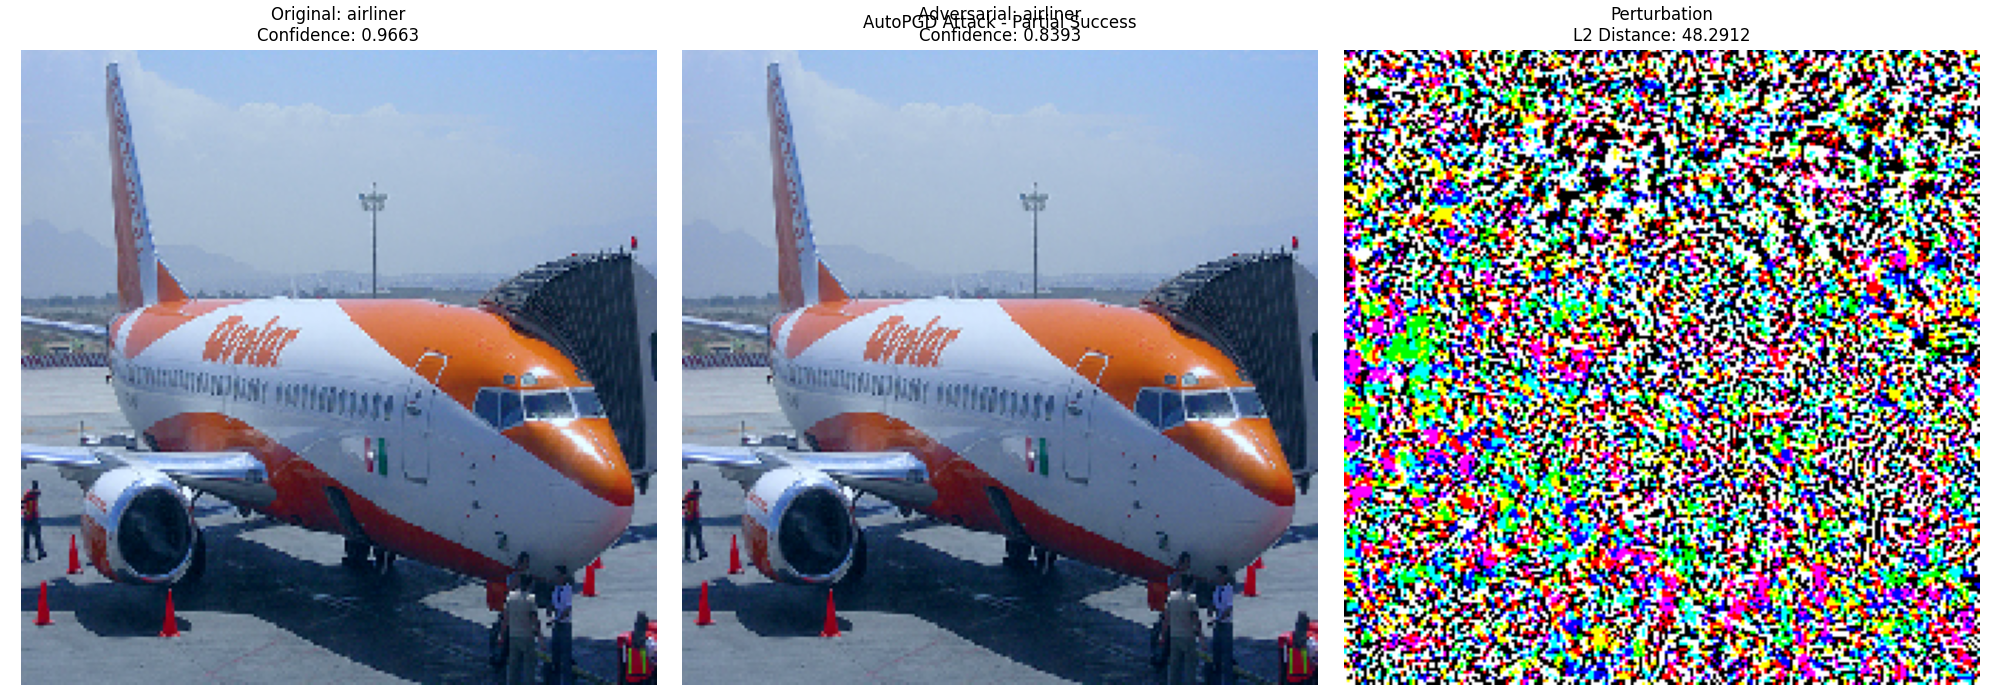 Original: airliner
Confidence: 0.9663
Adversarial: airliner
AutoPGD Attack - Partial Success
Confidence: 0.8393
Perturbation
L2 Distance: 48.2912